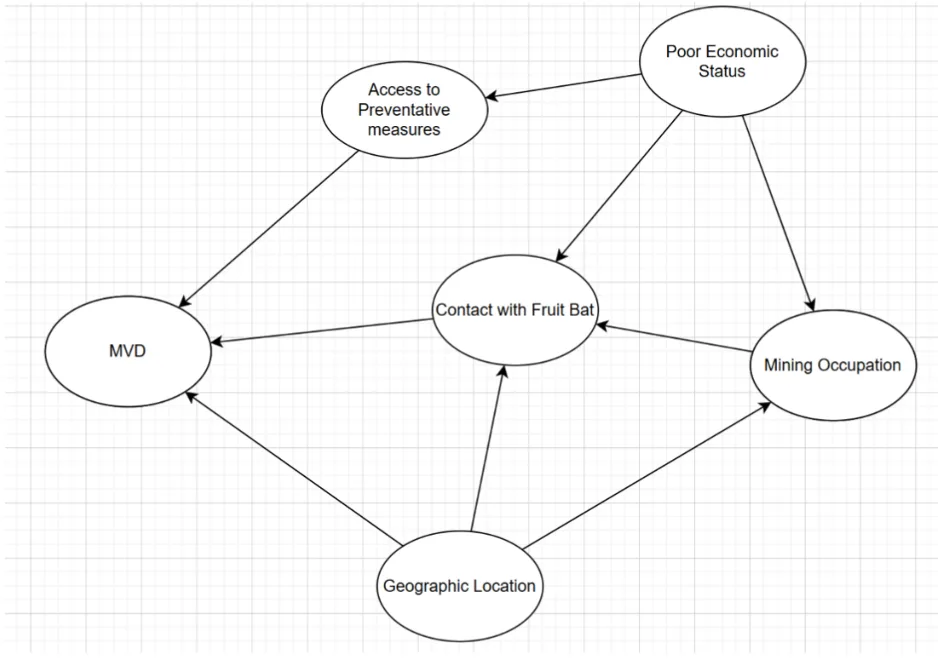 Poor Economic
Status
Access to
Preventative
measures
Contact with Fruit Bat
MVD
Mining Occupation
Geographic Location